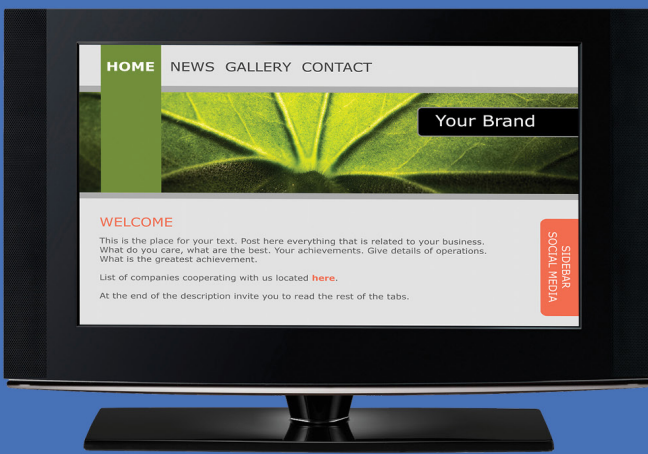 HOME NEWS GALLERY CONTACT
Your Brand
WELCOME
This is the place for your text. Post here everything that is related to your business.
What do you care, what are the best. Your achievements. Give details of operations.
What is the greatest achievement.
List of companies cooperating with us located here.
At the end of the description invite you to read the rest of the tabs.
SIDEBAR
SOCIAL MEDIA